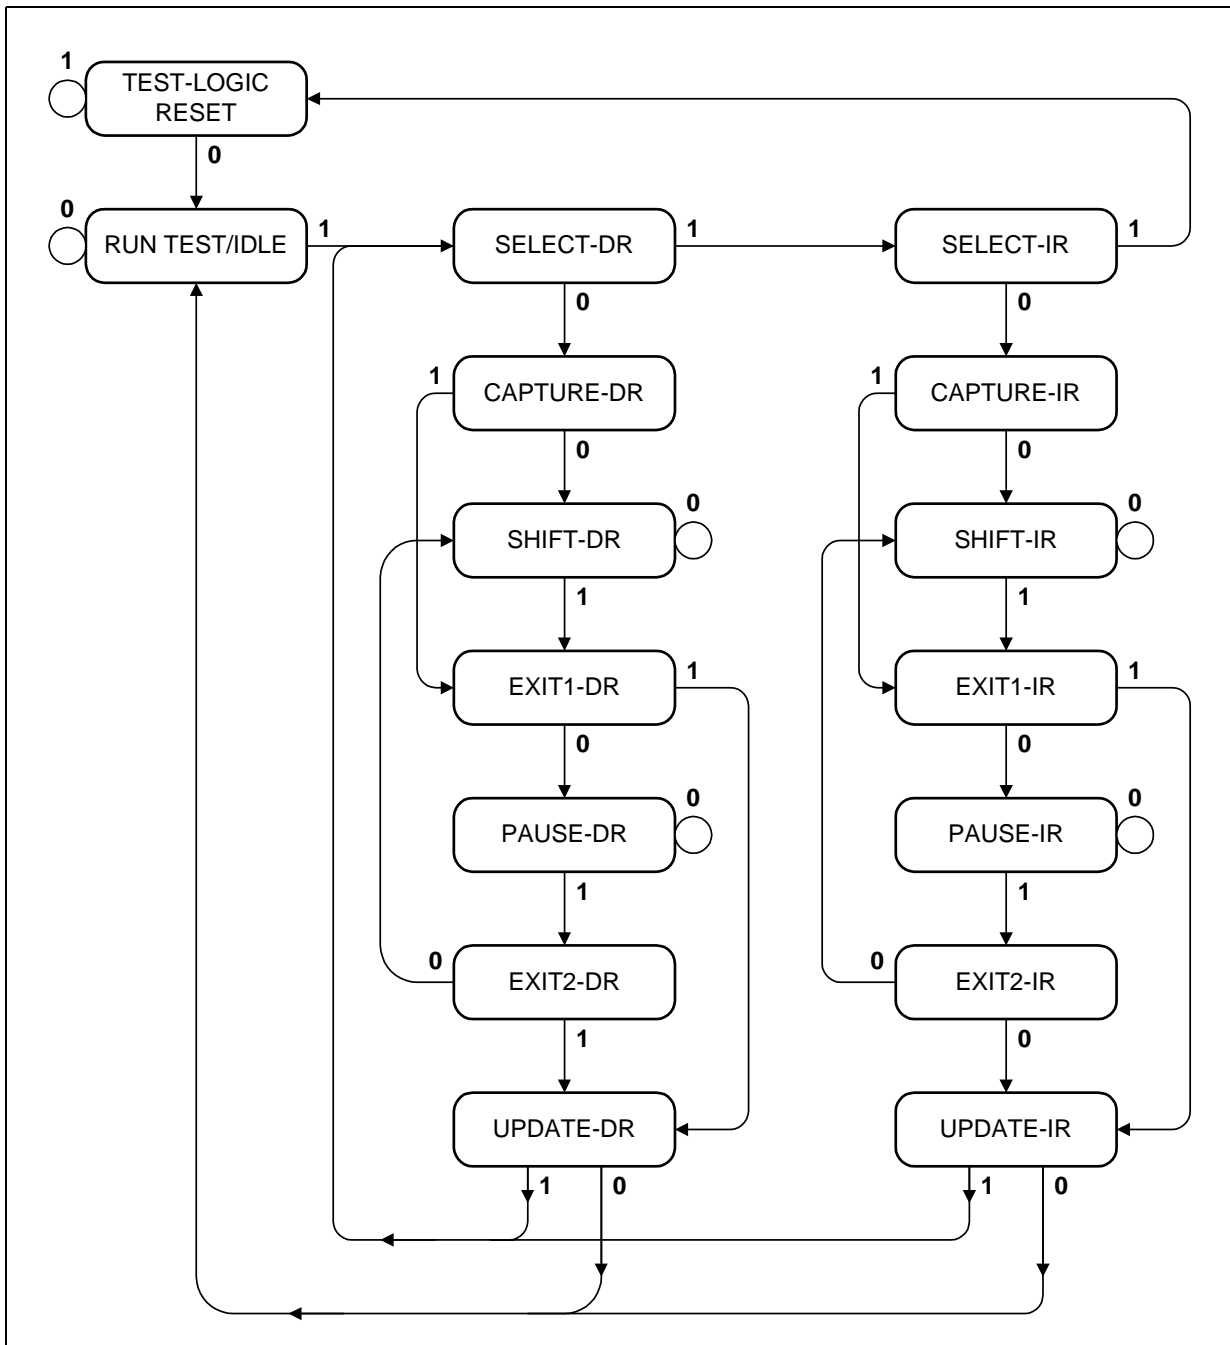 1
TEST-LOGIC
RESET
0
0
RUN TEST/IDLE
1
SELECT-DR
1
SELECT-IR
1
0
0
1
CAPTURE-DR
1
CAPTURE-IR
0
0
0
0
SHIFT-DR
SHIFT-IR
1
1
EXIT1-DR
1
EXIT1-IR
1
0
0
0
0
PAUSE-DR
PAUSE-IR
1
1
0
EXIT2-DR
0
EXIT2-IR
1
0
UPDATE-DR
UPDATE-IR
1
0
1
0